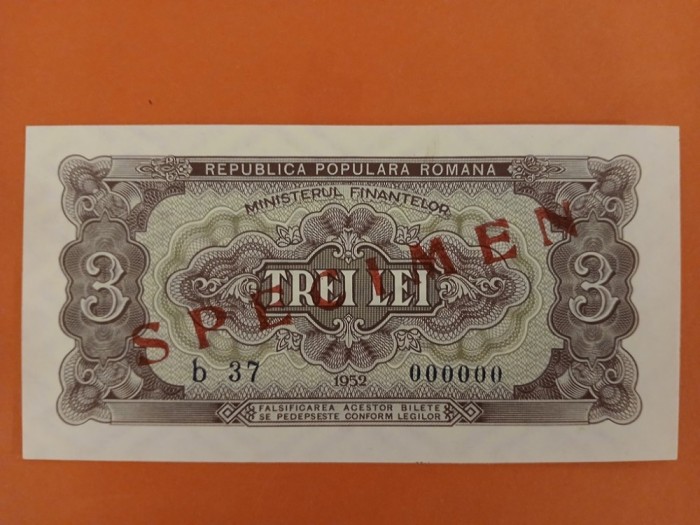 REPUBLICA POPULARA ROMANA
MINISTERUL FINANTELOR
SPECIMEN
3 TREI LEI 3
b 37 1952 000000
FALSIFICAREA ACESTOR BILETE
SE PEDEPSESTE CONFORM LEGILOR